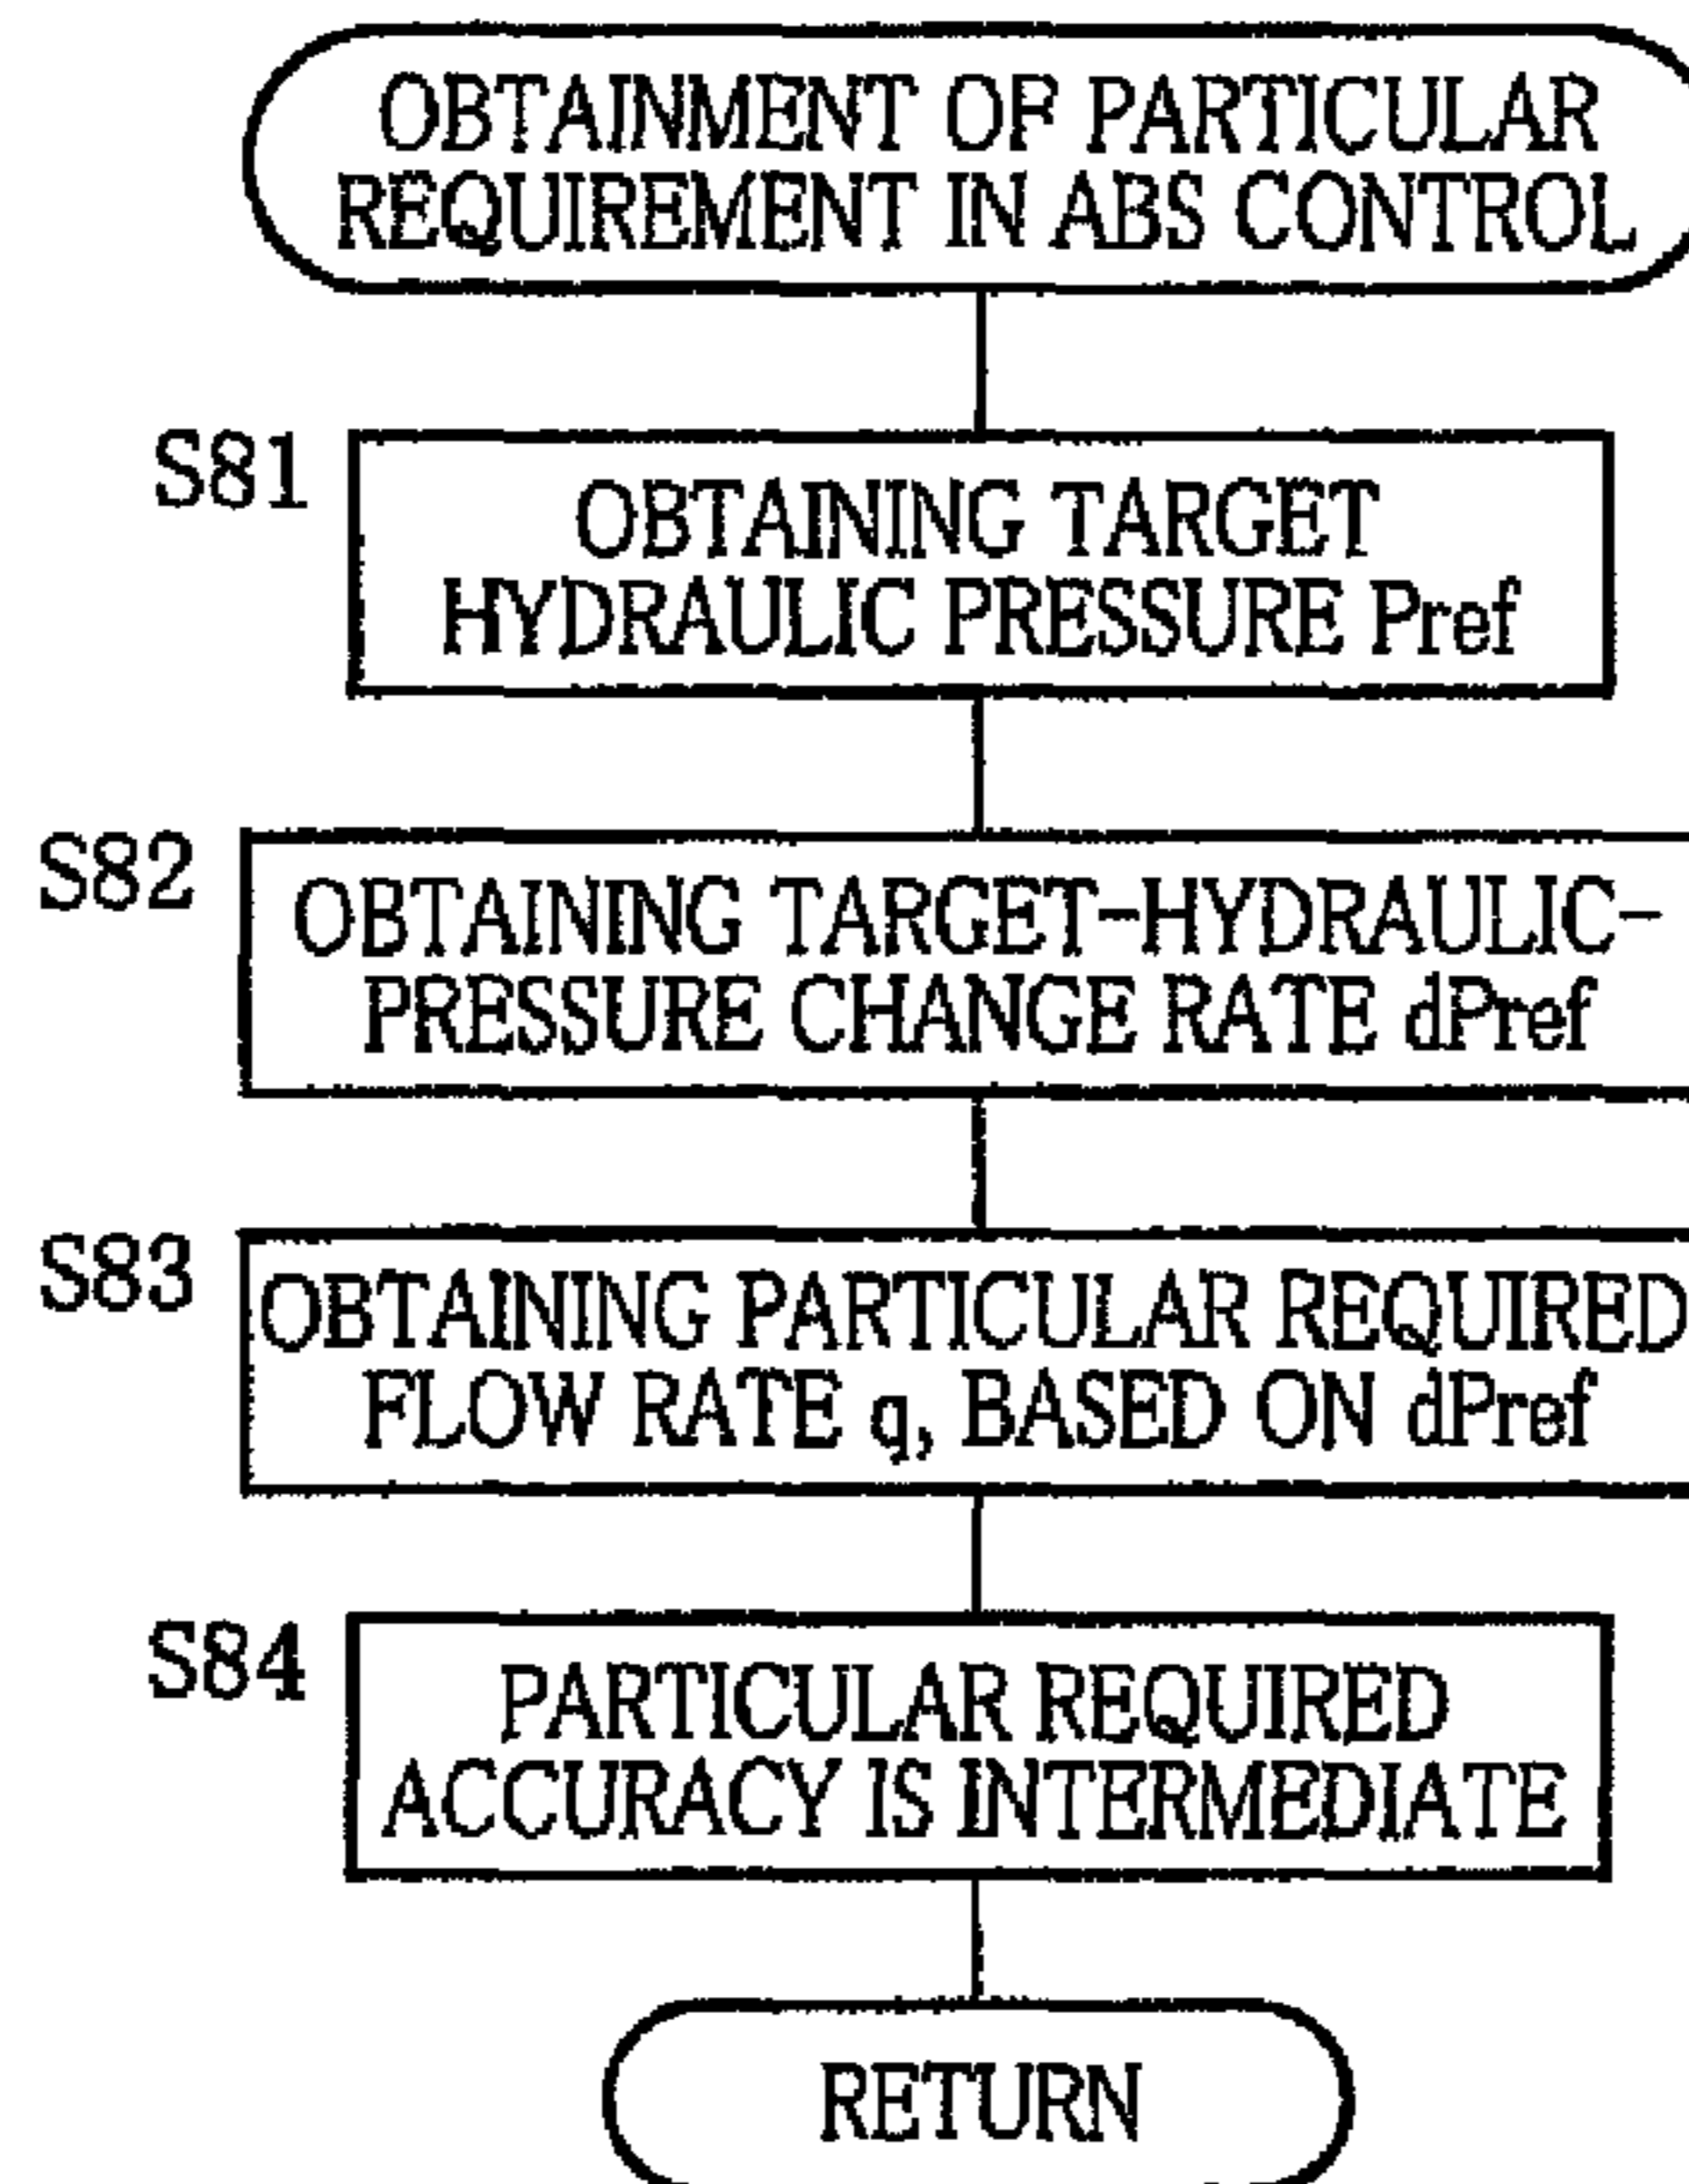 OBTAINMENT OF PARTICULAR
REQUIREMENT IN ABS CONTROL
S81
OBTAINING TARGET
HYDRAULIC PRESSURE Pref
S82
OBTAINING TARGET-HYDRAULIC-
PRESSURE CHANGE RATE dPref
S83
OBTAINING PARTICULAR REQUIRED
FLOW RATE q, BASED ON dPref
S84
PARTICULAR REQUIRED
ACCURACY IS INTERMEDIATE
RETURN